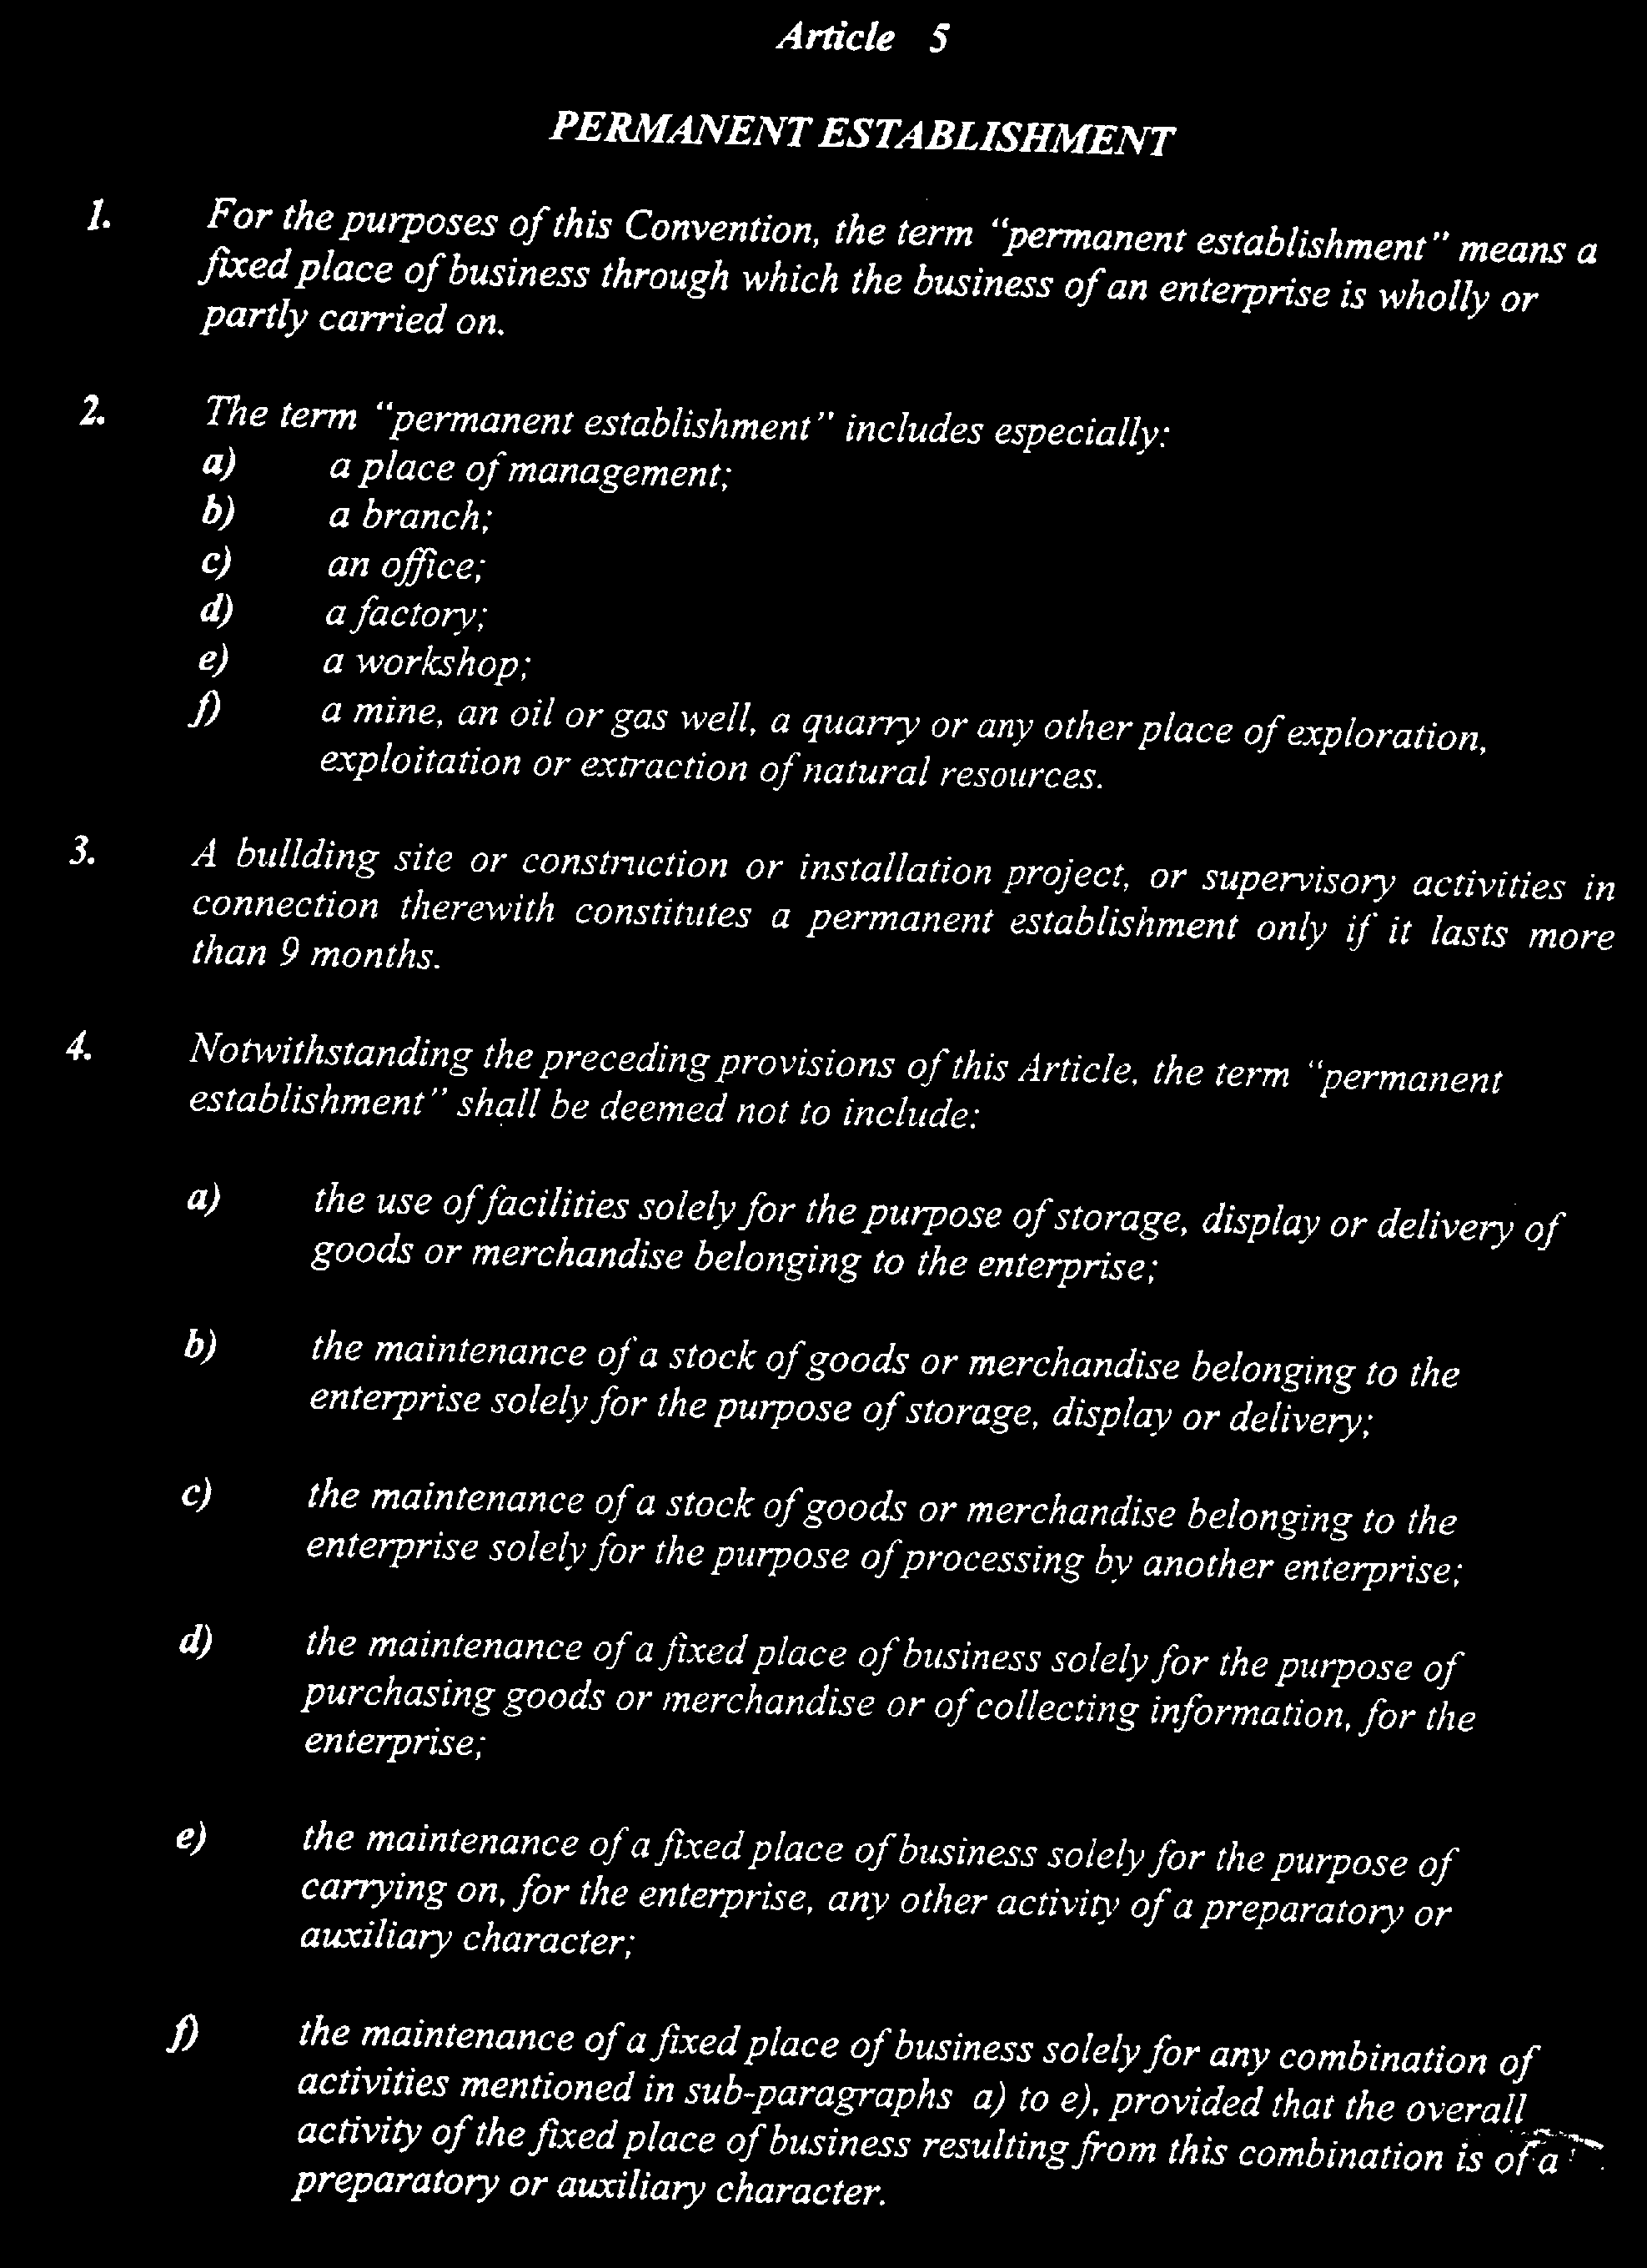 Article 5
PERMANENT ESTABLISHMENT
1. For the purposes of this Convention, the term "permanent establishment" means a
fixed place of business through which the business of an enterprise is wholly or
partly carried on.
2. The term "permanent establishment" includes especially:
a) a place of management;
b) a branch;
c) an office;
d) a factory;
e) a workshop;
f) a mine, an oil or gas well, a quarry or any other place of exploration,
exploitation or extraction of natural resources.
3. A building site or construction or installation project, or supervisory activities in
connection therewith constitutes a permanent establishment only if it lasts more
than 9 months.
4. Notwithstanding the preceding provisions of this Article, the term "permanent
establishment" shall be deemed not to include:
a) the use of facilities solely for the purpose of storage, display or delivery of
goods or merchandise belonging to the enterprise;
b) the maintenance of a stock of goods or merchandise belonging to the
enterprise solely for the purpose of storage, display or delivery;
c) the maintenance of a stock of goods or merchandise belonging to the
enterprise solely for the purpose of processing by another enterprise;
d) the maintenance of a fixed place of business solely for the purpose of
purchasing goods or merchandise or of collecting information, for the
enterprise;
e) the maintenance of a fixed place of business solely for the purpose of
carrying on, for the enterprise, any other activity of a preparatory or
auxiliary character;
f) the maintenance of a fixed place of business solely for any combination of
activities mentioned in sub-paragraphs a) to e), provided that the overall
activity of the fixed place of business resulting from this combination is of a
preparatory or auxiliary character.